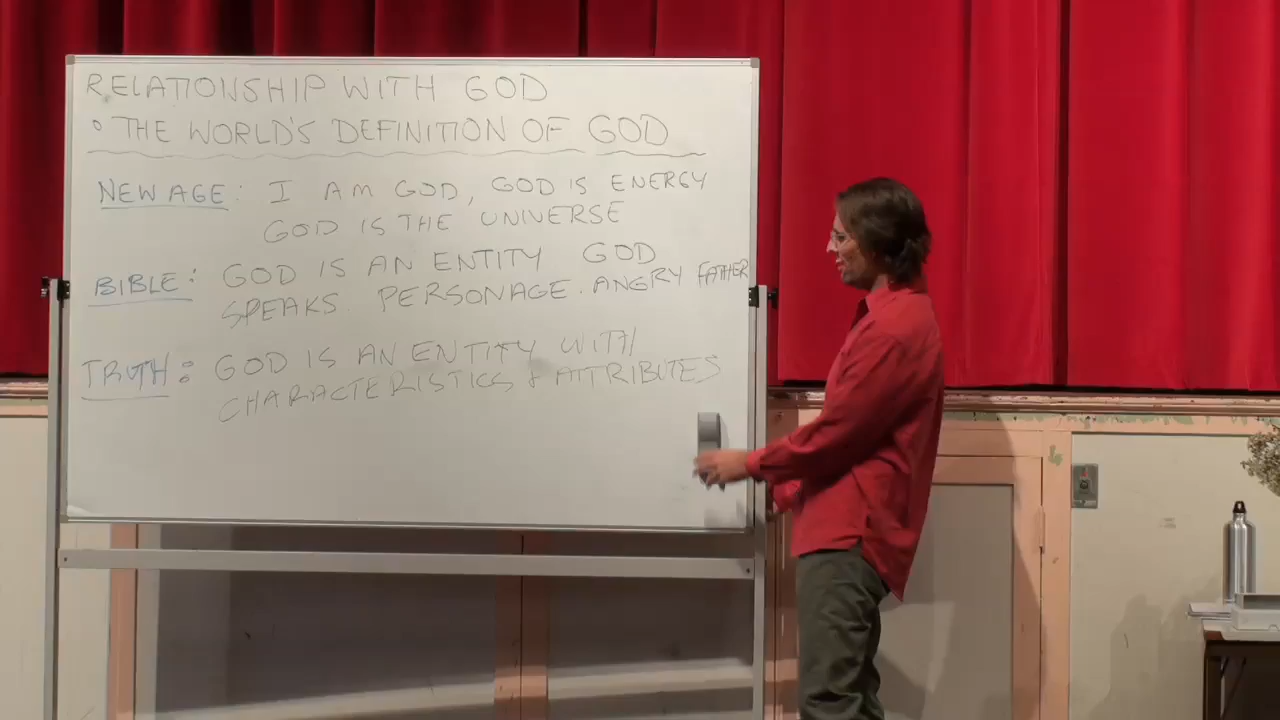 RELATIONSHIP WITH GOD
• THE WORLD'S DEFINITION OF GOD
NEW AGE: I AM GOD, GOD IS ENERGY
GOD IS THE UNIVERSE
BIBLE: GOD IS AN ENTITY GOD
SPEAKS. PERSONAGE. ANGRY FATHER
TRUTH: GOD IS AN ENTITY WITH
CHARACTERISTICS & ATTRIBUTES